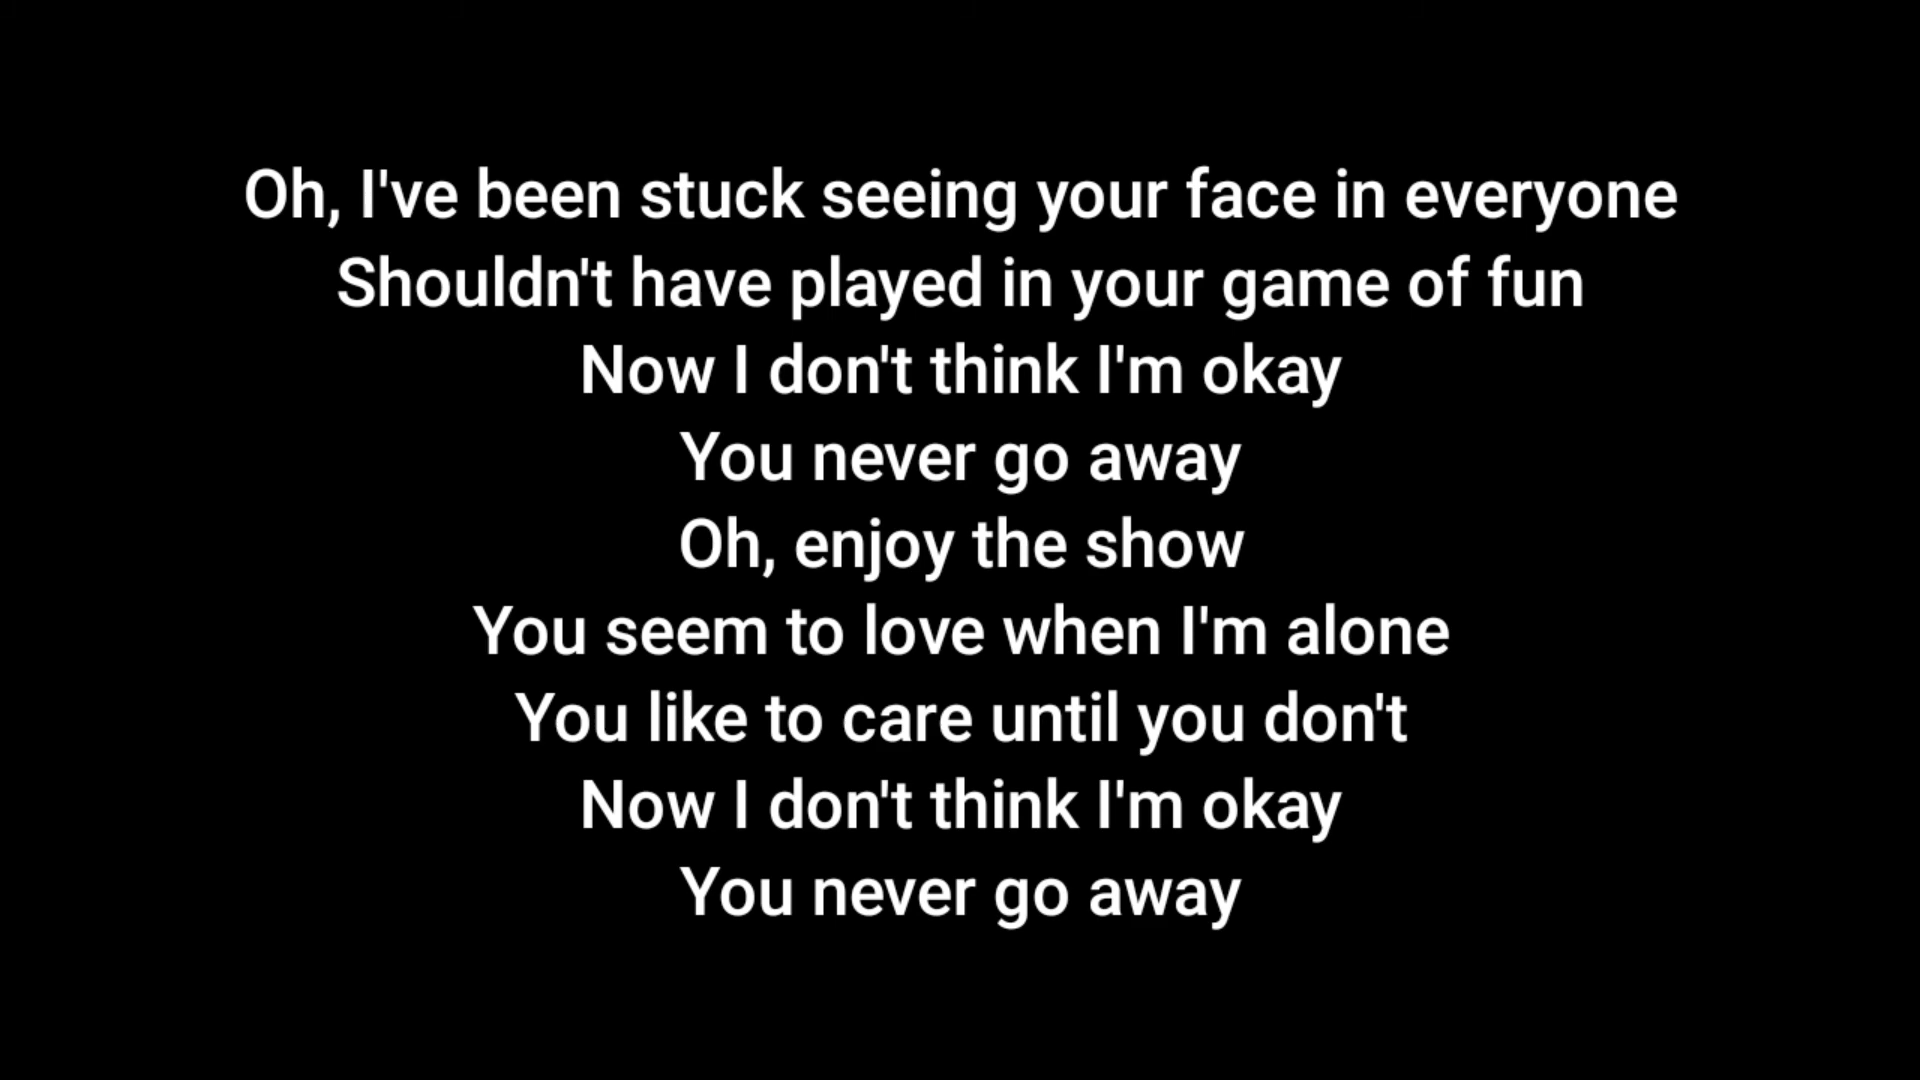 Oh, I've been stuck seeing your face in everyone
Shouldn't have played in your game of fun
Now I don't think I'm okay
You never go away
Oh, enjoy the show
You seem to love when I'm alone
You like to care until you don't
Now I don't think I'm okay
You never go away